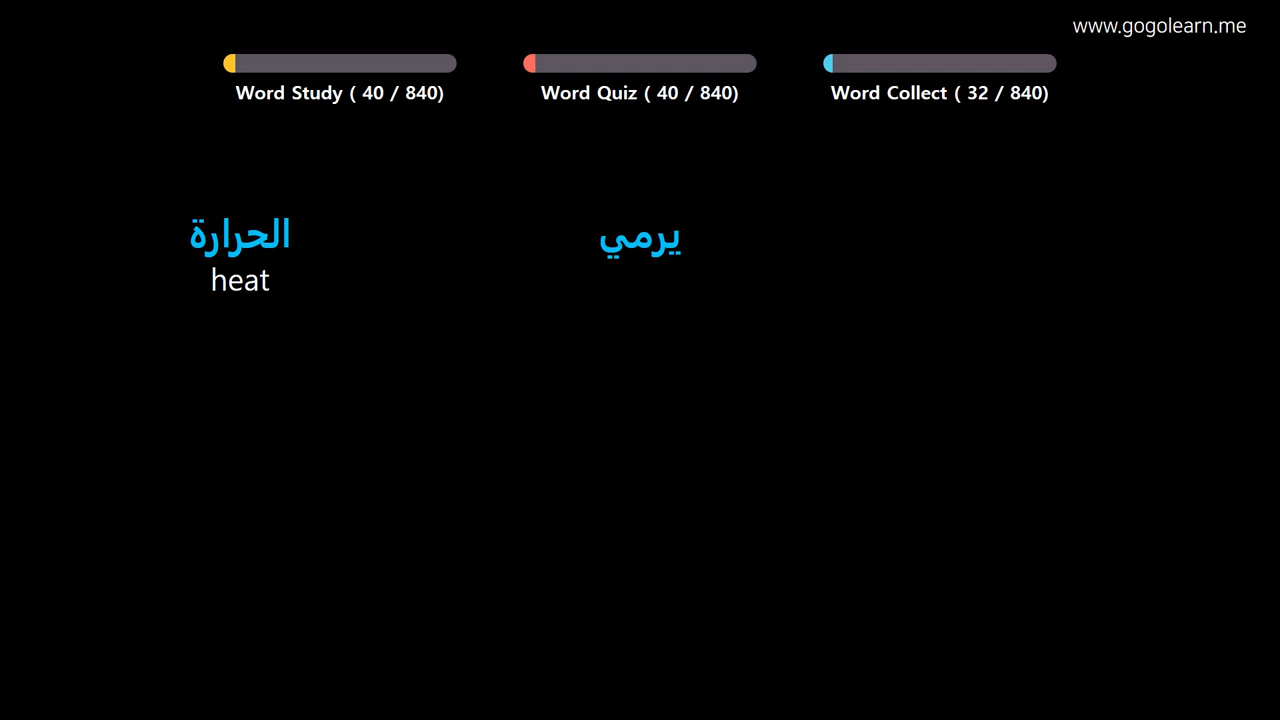 www.gogolearn.me
Word Study ( 40 / 840)
Word Quiz ( 40 / 840)
Word Collect ( 32 / 840)
الحرارة
heat
يرمي